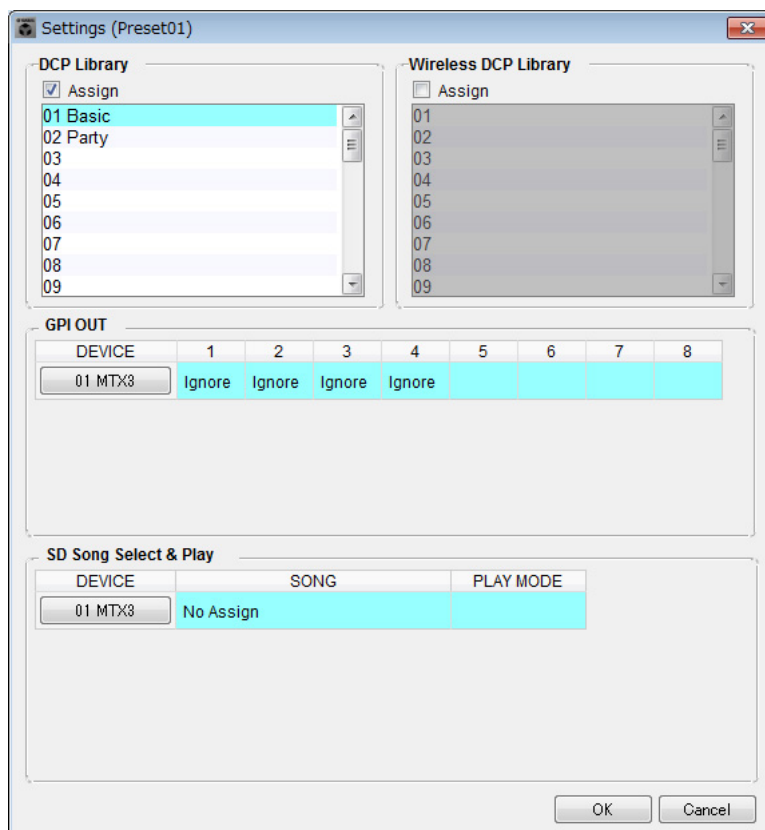 Settings (Preset01)
DCP Library
Assign
01 Basic
02 Party
03
04
05
06
07
08
09
Wireless DCP Library
Assign
01
02
03
04
05
06
07
08
09
GPI OUT
DEVICE 1 2 3 4 5 6 7 8
01 MTX3 Ignore Ignore Ignore Ignore
SD Song Select & Play
DEVICE SONG PLAY MODE
01 MTX3 No Assign
OK Cancel